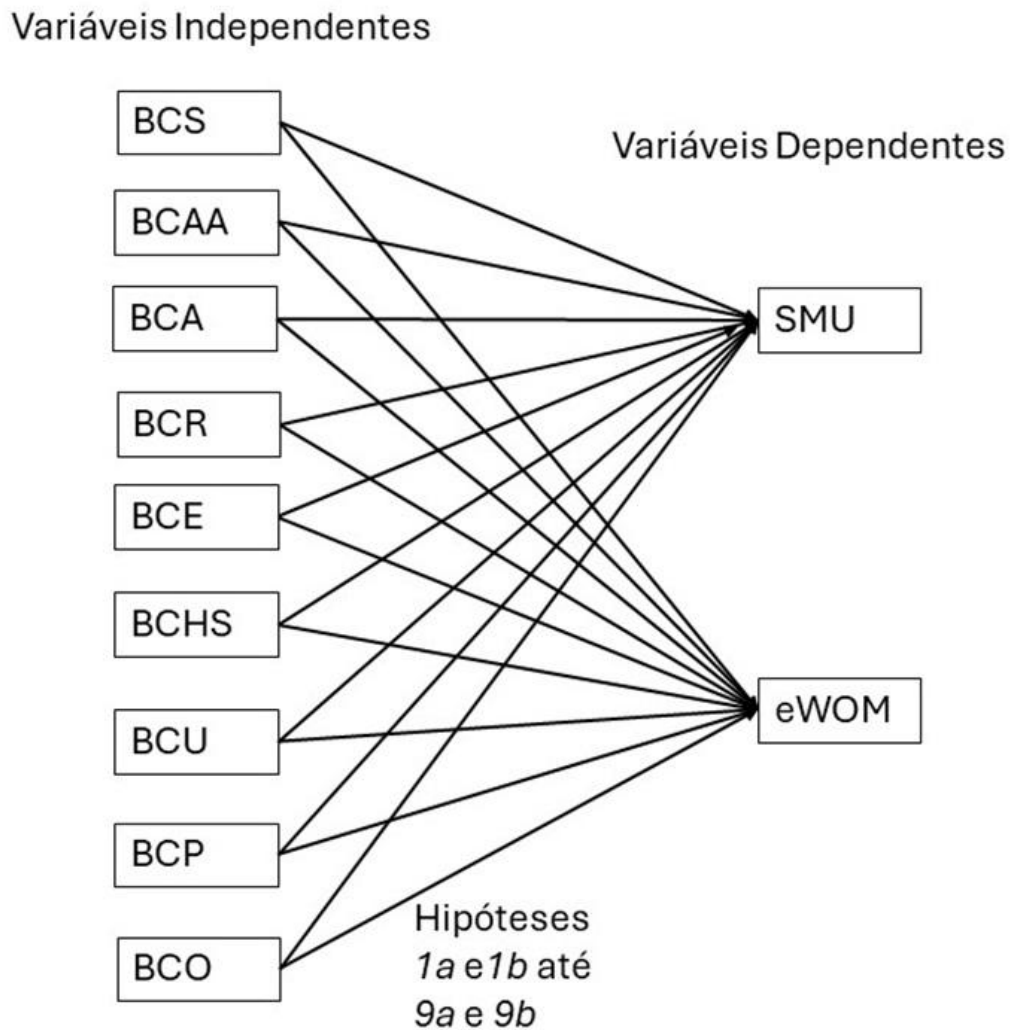 Variáveis Independentes
BCS
Variáveis Dependentes
BCAA
BCA
SMU
BCR
BCE
BCHS
eWOM
BCU
BCP
Hipóteses
1a e1b até
9a e 9b
BCO